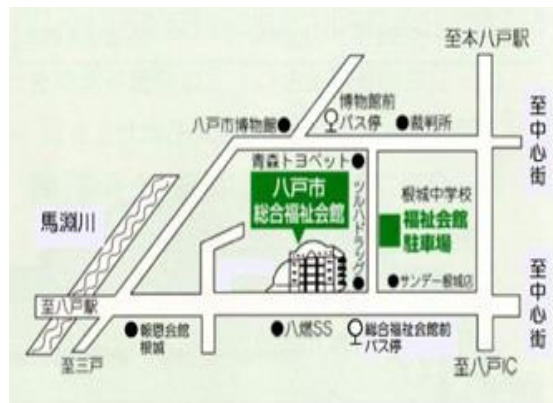 至本八戸駅
博物館前
バス停
八戸市博物館
裁判所
至中心街
青森トヨペット
八戸市
総合福祉会館
ツルハドラッグ
根城中学校
福祉会館
駐車場
馬淵川
サンデー根城店
至中心街
至八戸駅
報恩会館
根城
八燃SS
総合福祉会館前
バス停
至三戸
至八戸IC